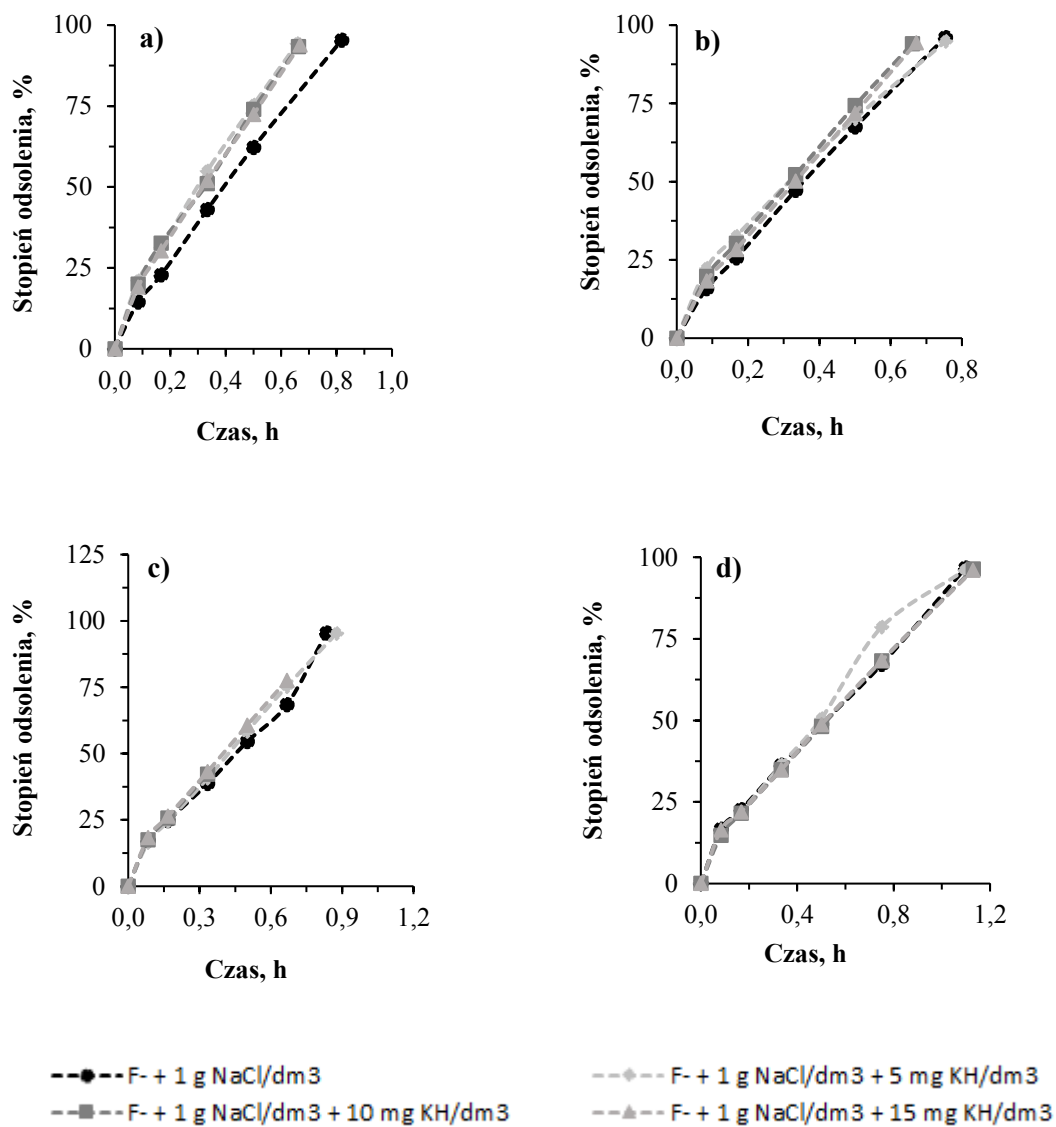 a)
Stopień odsolenia, %
100
75
50
25
0
0,0 0,2 0,4 0,6 0,8 1,0
Czas, h
b)
Stopień odsolenia, %
100
75
50
25
0
0,0 0,2 0,4 0,6 0,8
Czas, h
c)
Stopień odsolenia, %
125
100
75
50
25
0
0,0 0,3 0,6 0,9 1,2
Czas, h
d)
Stopień odsolenia, %
100
75
50
25
0
0,0 0,4 0,8 1,2
Czas, h
F- + 1 g NaCl/dm3
F- + 1 g NaCl/dm3 + 5 mg KH/dm3
F- + 1 g NaCl/dm3 + 10 mg KH/dm3
F- + 1 g NaCl/dm3 + 15 mg KH/dm3